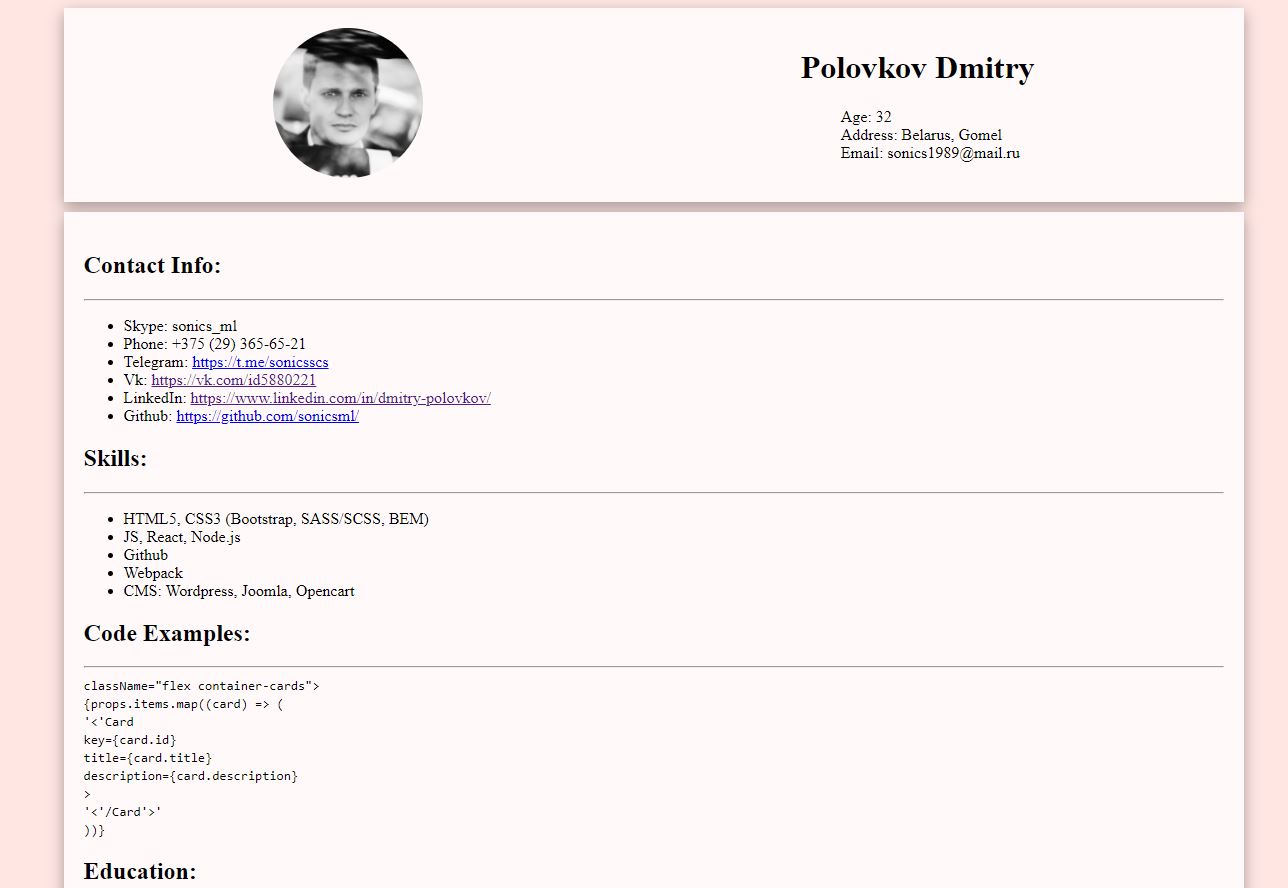 Polovkov Dmitry
Age: 32
Address: Belarus, Gomel
Email: sonics1989@mail.ru
Contact Info:
Skype: sonics_ml
Phone: +375 (29) 365-65-21
Telegram: https://t.me/sonicsscs
Vk: https://vk.com/id5880221
LinkedIn: https://www.linkedin.com/in/dmitry-polovkov/
Github: https://github.com/sonicsml/
Skills:
HTML5, CSS3 (Bootstrap, SASS/SCSS, BEM)
JS, React, Node.js
Github
Webpack
CMS: Wordpress, Joomla, Opencart
Code Examples:
className="flex container-cards">
{props.items.map((card) => (
'<'Card
key={card.id}
title={card.title}
description={card.description}
>
'<'/Card'>'
))}
Education: